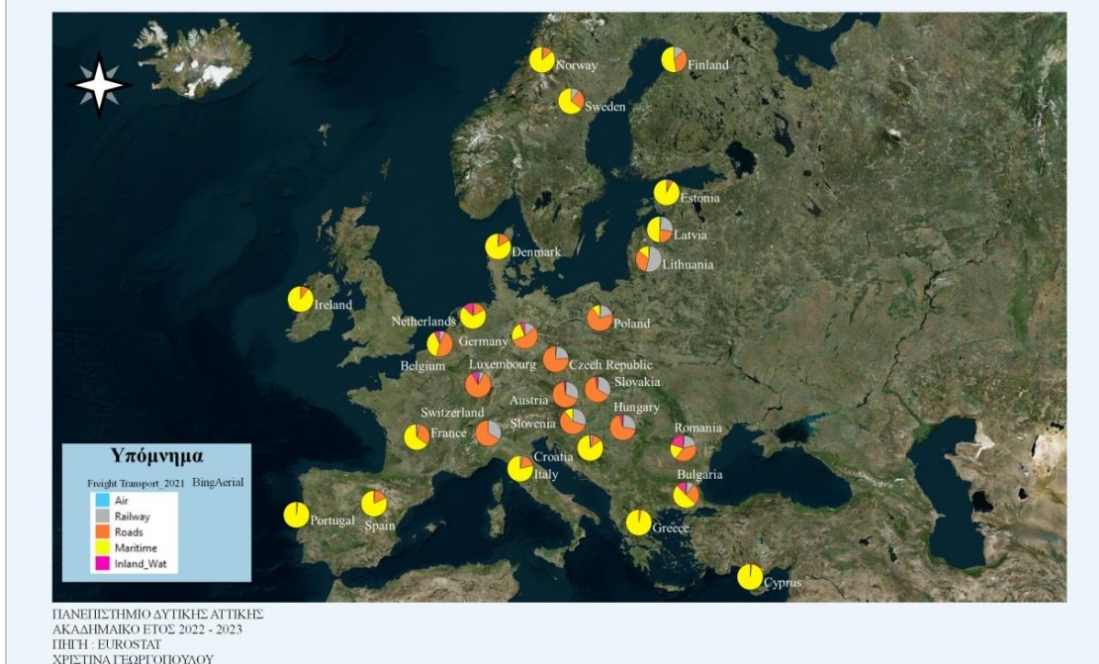 Norway
Finland
Sweden
Estonia
Latvia
Denmark
Lithuania
Ireland
Netherlands
Poland
Germany
Belgium
Luxembourg
Czech Republic
Slovakia
Austria
Hungary
Switzerland
Slovenia
France
Romania
Croatia
Italy
Bulgaria
Portugal
Spain
Greece
Cyprus
Υπόμνημα
Freight Transport_2021 BingAerial
Air
Railway
Roads
Maritime
Inland_Wat
ΠΑΝΕΠΙΣΤΗΜΙΟ ΔΥΤΙΚΗΣ ΑΤΤΙΚΗΣ
ΑΚΑΔΗΜΑΙΚΟ ΕΤΟΣ 2022 - 2023
ΠΗΓΗ : EUROSTAT
ΧΡΙΣΤΙΝΑ ΓΕΩΡΓΟΠΟΥΛΟΥ